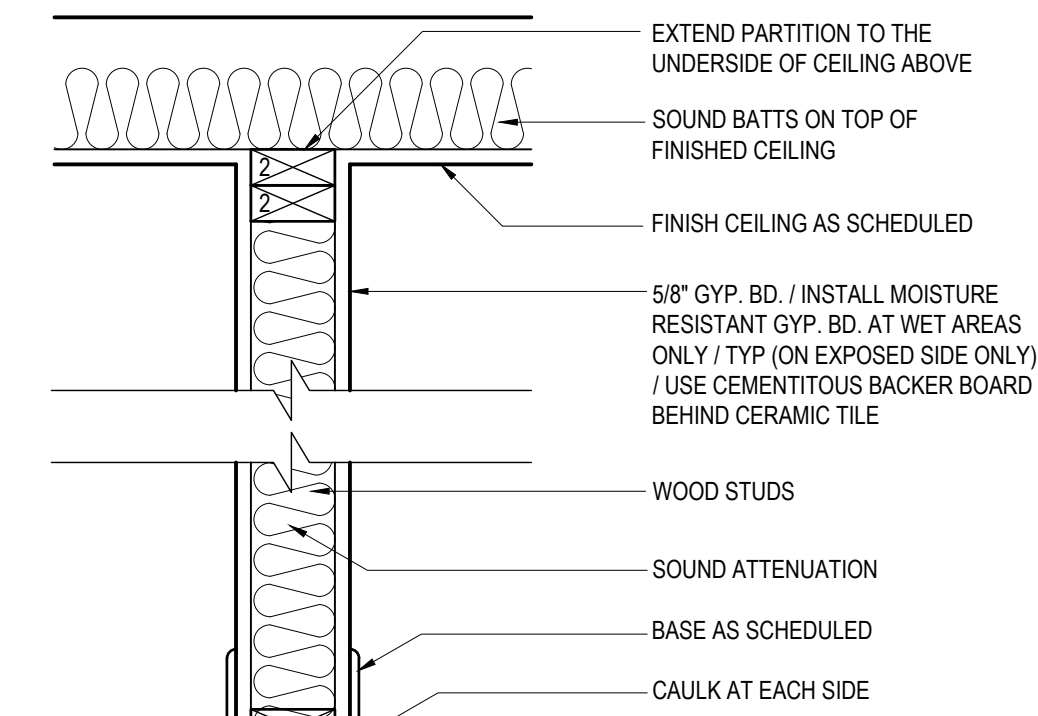 EXTEND PARTITION TO THE
UNDERSIDE OF CEILING ABOVE
SOUND BATTS ON TOP OF
FINISHED CEILING
2
2
FINISH CEILING AS SCHEDULED
5/8" GYP. BD. / INSTALL MOISTURE
RESISTANT GYP. BD. AT WET AREAS
ONLY / TYP (ON EXPOSED SIDE ONLY)
/ USE CEMENTITOUS BACKER BOARD
BEHIND CERAMIC TILE
WOOD STUDS
SOUND ATTENUATION
BASE AS SCHEDULED
CAULK AT EACH SIDE